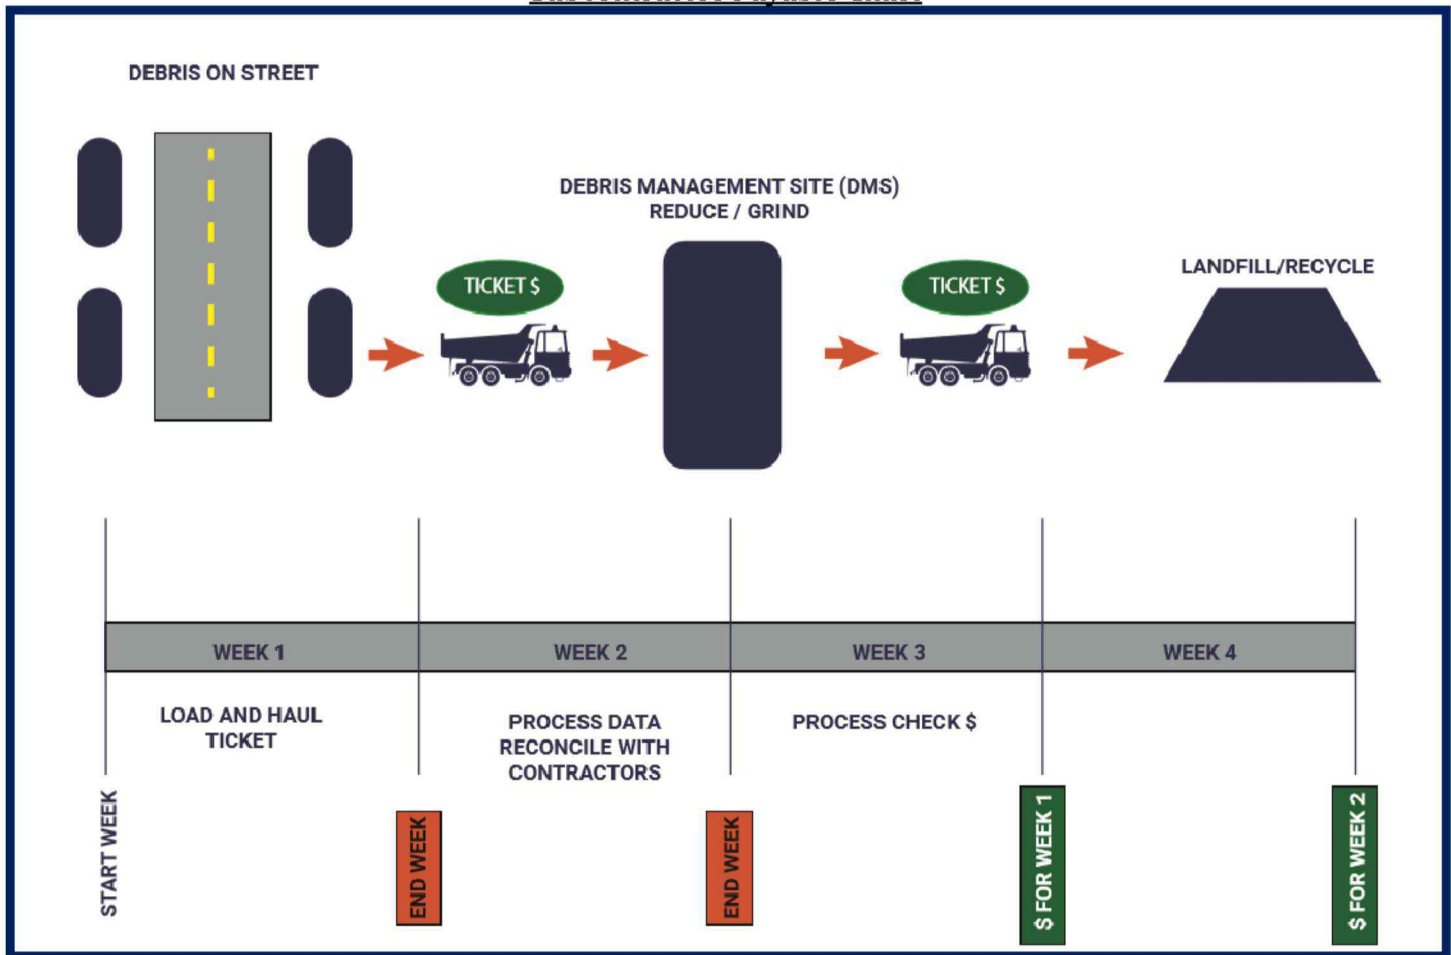 DEBRIS ON STREET
DEBRIS MANAGEMENT SITE (DMS)
REDUCE / GRIND
TICKET $
TICKET $
LANDFILL/RECYCLE
WEEK 1
WEEK 2
WEEK 3
WEEK 4
LOAD AND HAUL
TICKET
PROCESS DATA
RECONCILE WITH
CONTRACTORS
PROCESS CHECK $
START WEEK
END WEEK
END WEEK
$ FOR WEEK 1
$ FOR WEEK 2